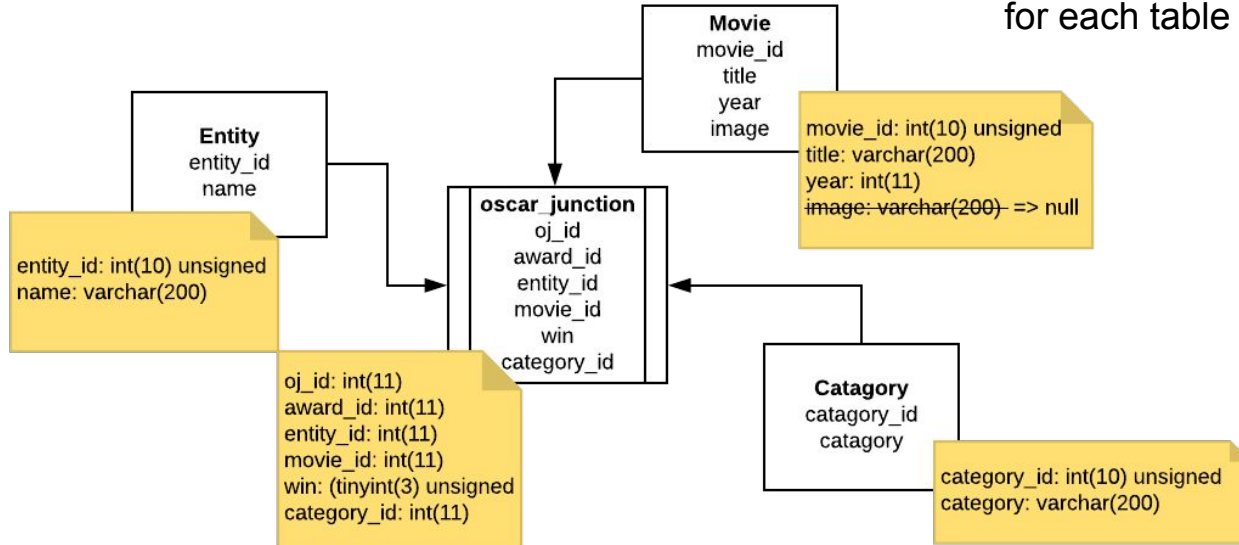 for each table
Movie
movie_id
title
year
image
movie_id: int(10) unsigned
title: varchar(200)
year: int(11)
image: varchar(200) => null
Entity
entity_id
name
entity_id: int(10) unsigned
name: varchar(200)
oscar_junction
oj_id
award_id
entity_id
movie_id
win
category_id
oj_id: int(11)
award_id: int(11)
entity_id: int(11)
movie_id: int(11)
win: (tinyint(3) unsigned
category_id: int(11)
Catagory
catagory_id
catagory
category_id: int(10) unsigned
category: varchar(200)